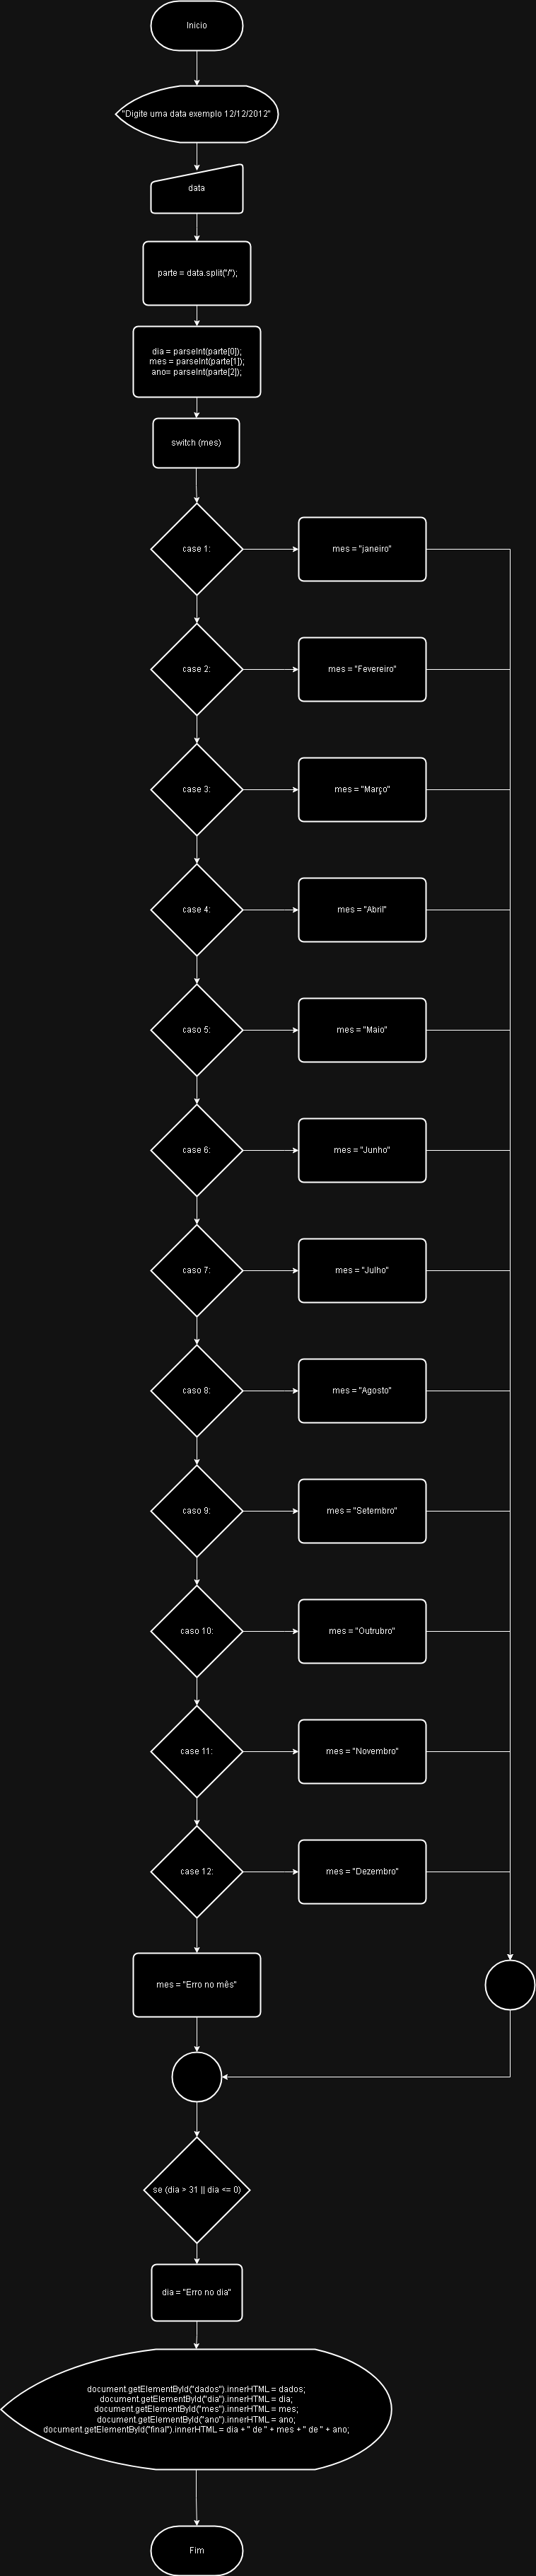 Inicio
"Digite uma data exemplo 12/12/2012"
data
parte = data.split("/");
dia = parseInt(parte[0]);
mes = parseInt(parte[1]);
ano= parseInt(parte[2]);
switch (mes)
case 1:
mes = "janeiro"
case 2:
mes = "Fevereiro"
case 3:
mes = "Março"
case 4:
mes = "Abril"
caso 5:
mes = "Maio"
case 6:
mes = "Junho"
caso 7:
mes = "Julho"
caso 8:
mes = "Agosto"
caso 9:
mes = "Setembro"
caso 10:
mes = "Outrubro"
case 11:
mes = "Novembro"
case 12:
mes = "Dezembro"
mes = "Erro no mês"
se (dia > 31 || dia <= 0)
dia = "Erro no dia"
document.getElementById("dados").innerHTML = dados;
document.getElementById("dia").innerHTML = dia;
document.getElementById("mes").innerHTML = mes;
document.getElementById("ano").innerHTML = ano;
document.getElementById("final").innerHTML = dia + " de " + mes + " de " + ano;
Fim